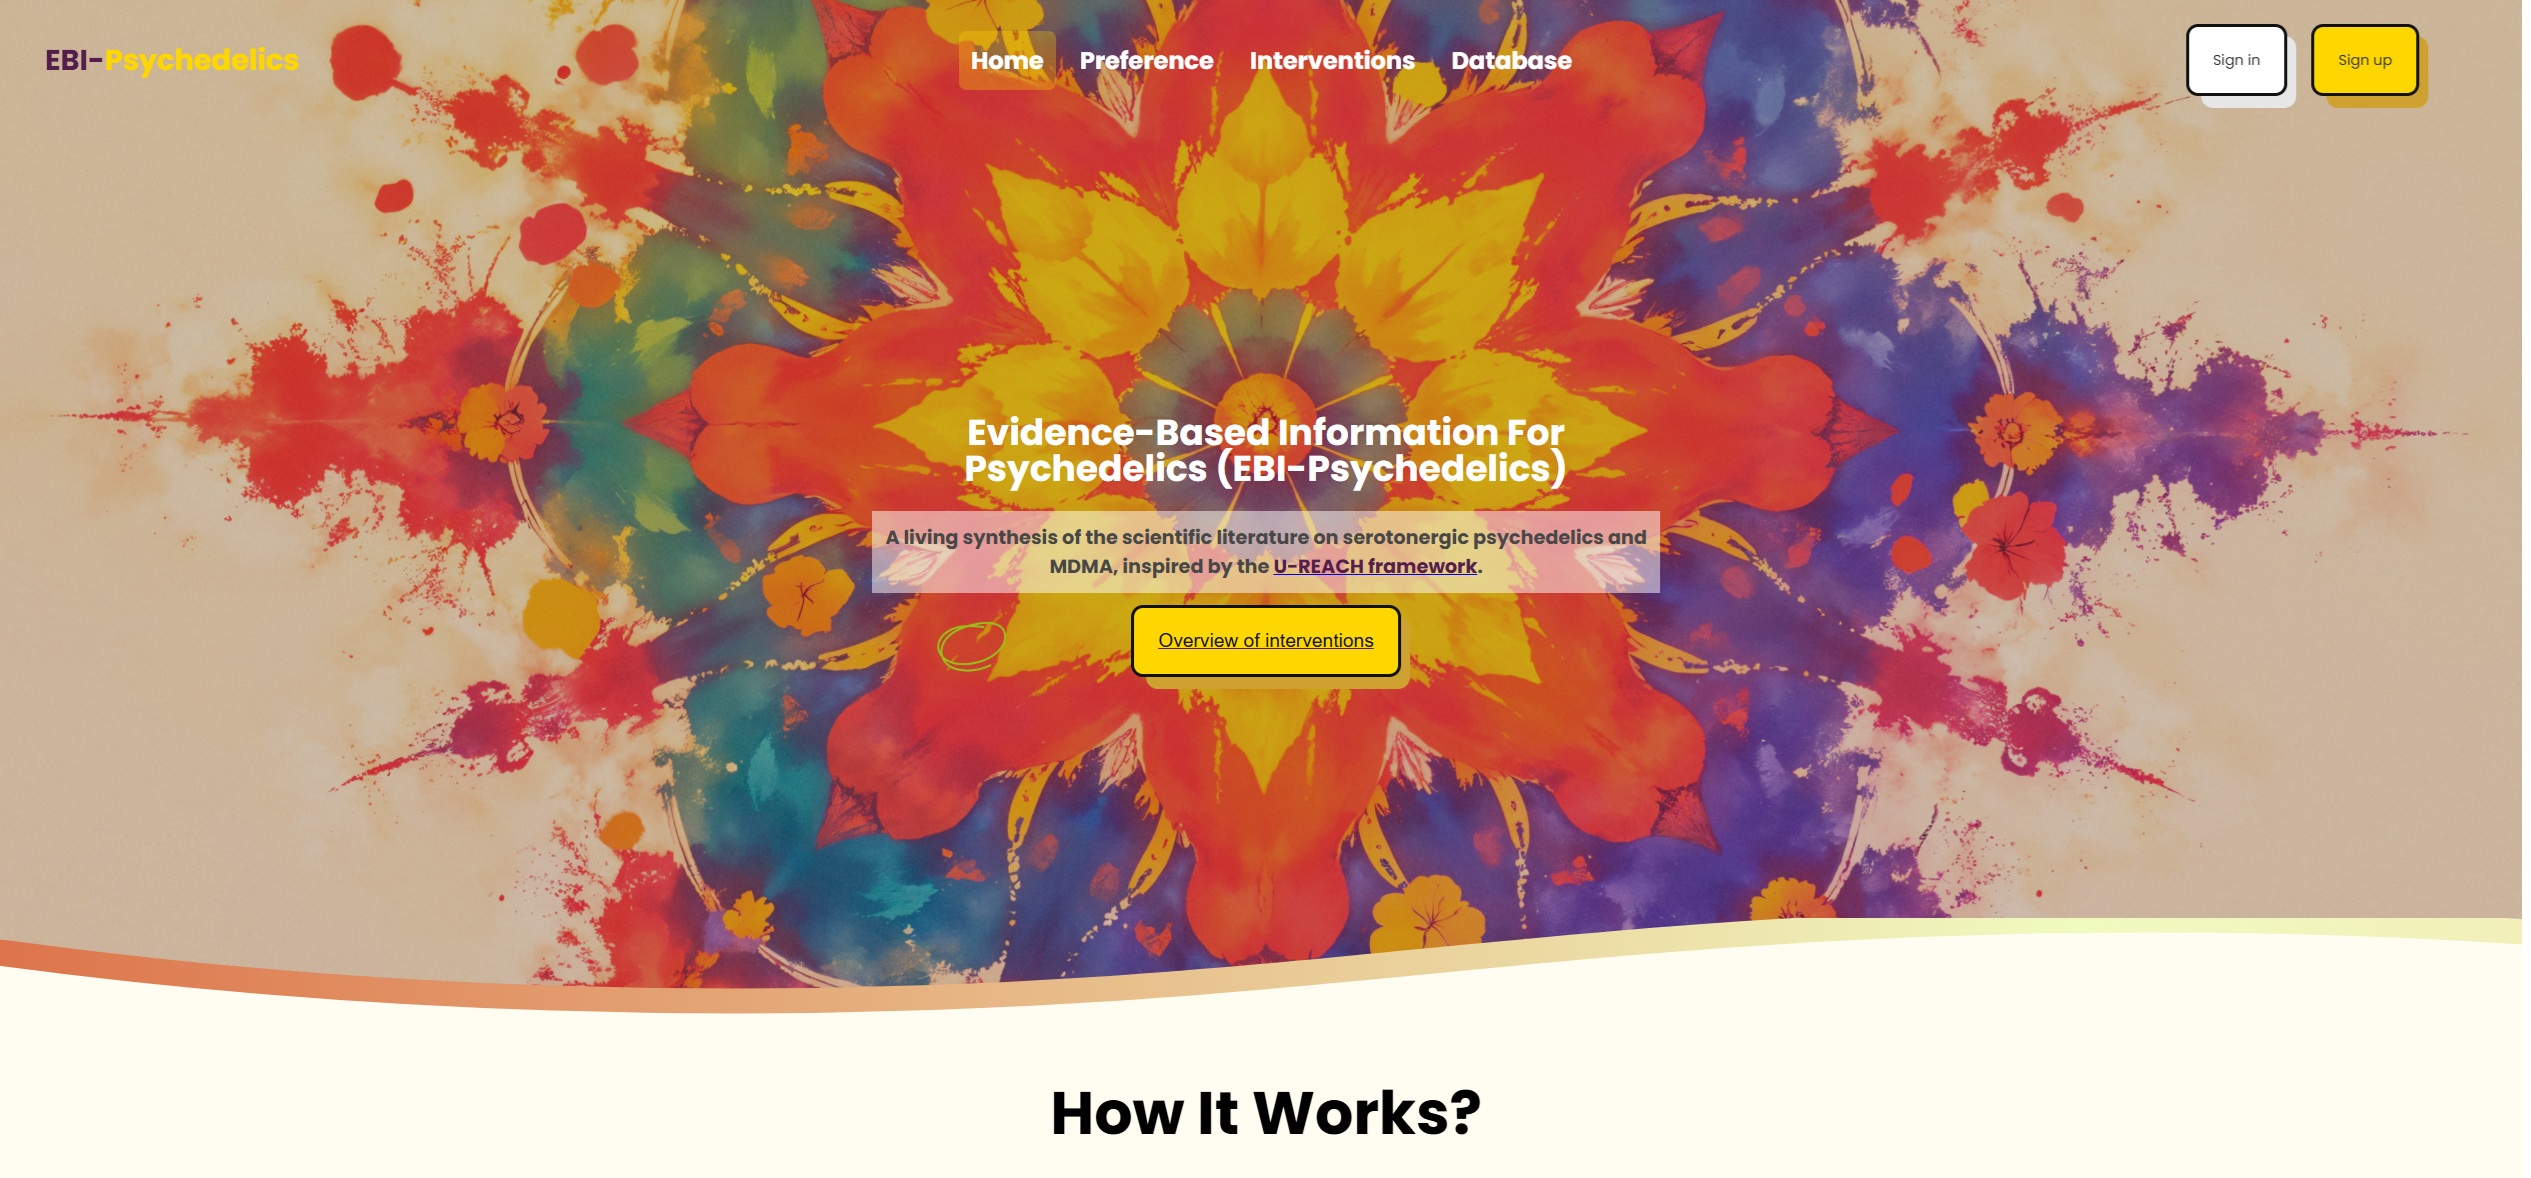 EBI-Psychedelics
Home Preference Interventions Database
Sign in
Sign up
Evidence-Based Information For
Psychedelics (EBI-Psychedelics)
A living synthesis of the scientific literature on serotonergic psychedelics and
MDMA, inspired by the U-REACH framework.
Overview of interventions
How It Works?